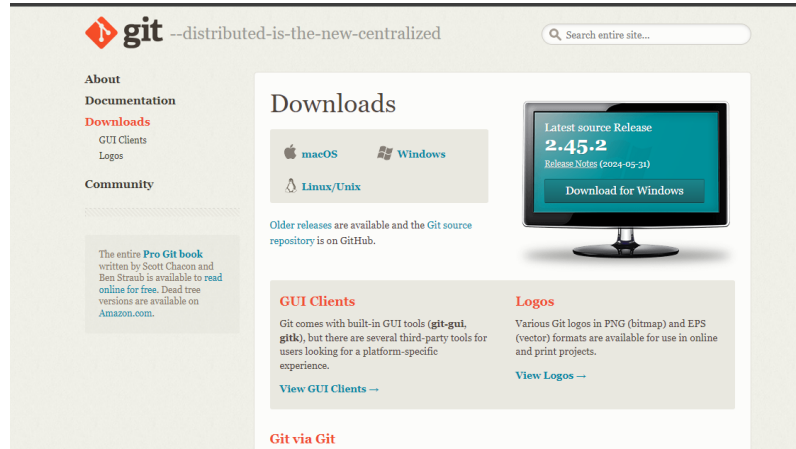 git --distributed-is-the-new-centralized
Search entire site...
About
Documentation
Downloads
GUI Clients
Logos
Community
The entire Pro Git book
written by Scott Chacon and
Ben Straub is available to read
online for free. Dead tree
versions are available on
Amazon.com.
Downloads
macOS
Windows
Linux/Unix
Older releases are available and the Git source
repository is on GitHub.
Latest source Release
2.45.2
Release Notes (2024-05-31)
Download for Windows
GUI Clients
Git comes with built-in GUI tools (git-gui,
gitk), but there are several third-party tools for
users looking for a platform-specific
experience.
View GUI Clients →
Logos
Various Git logos in PNG (bitmap) and EPS
(vector) formats are available for use in online
and print projects.
View Logos →
Git via Git